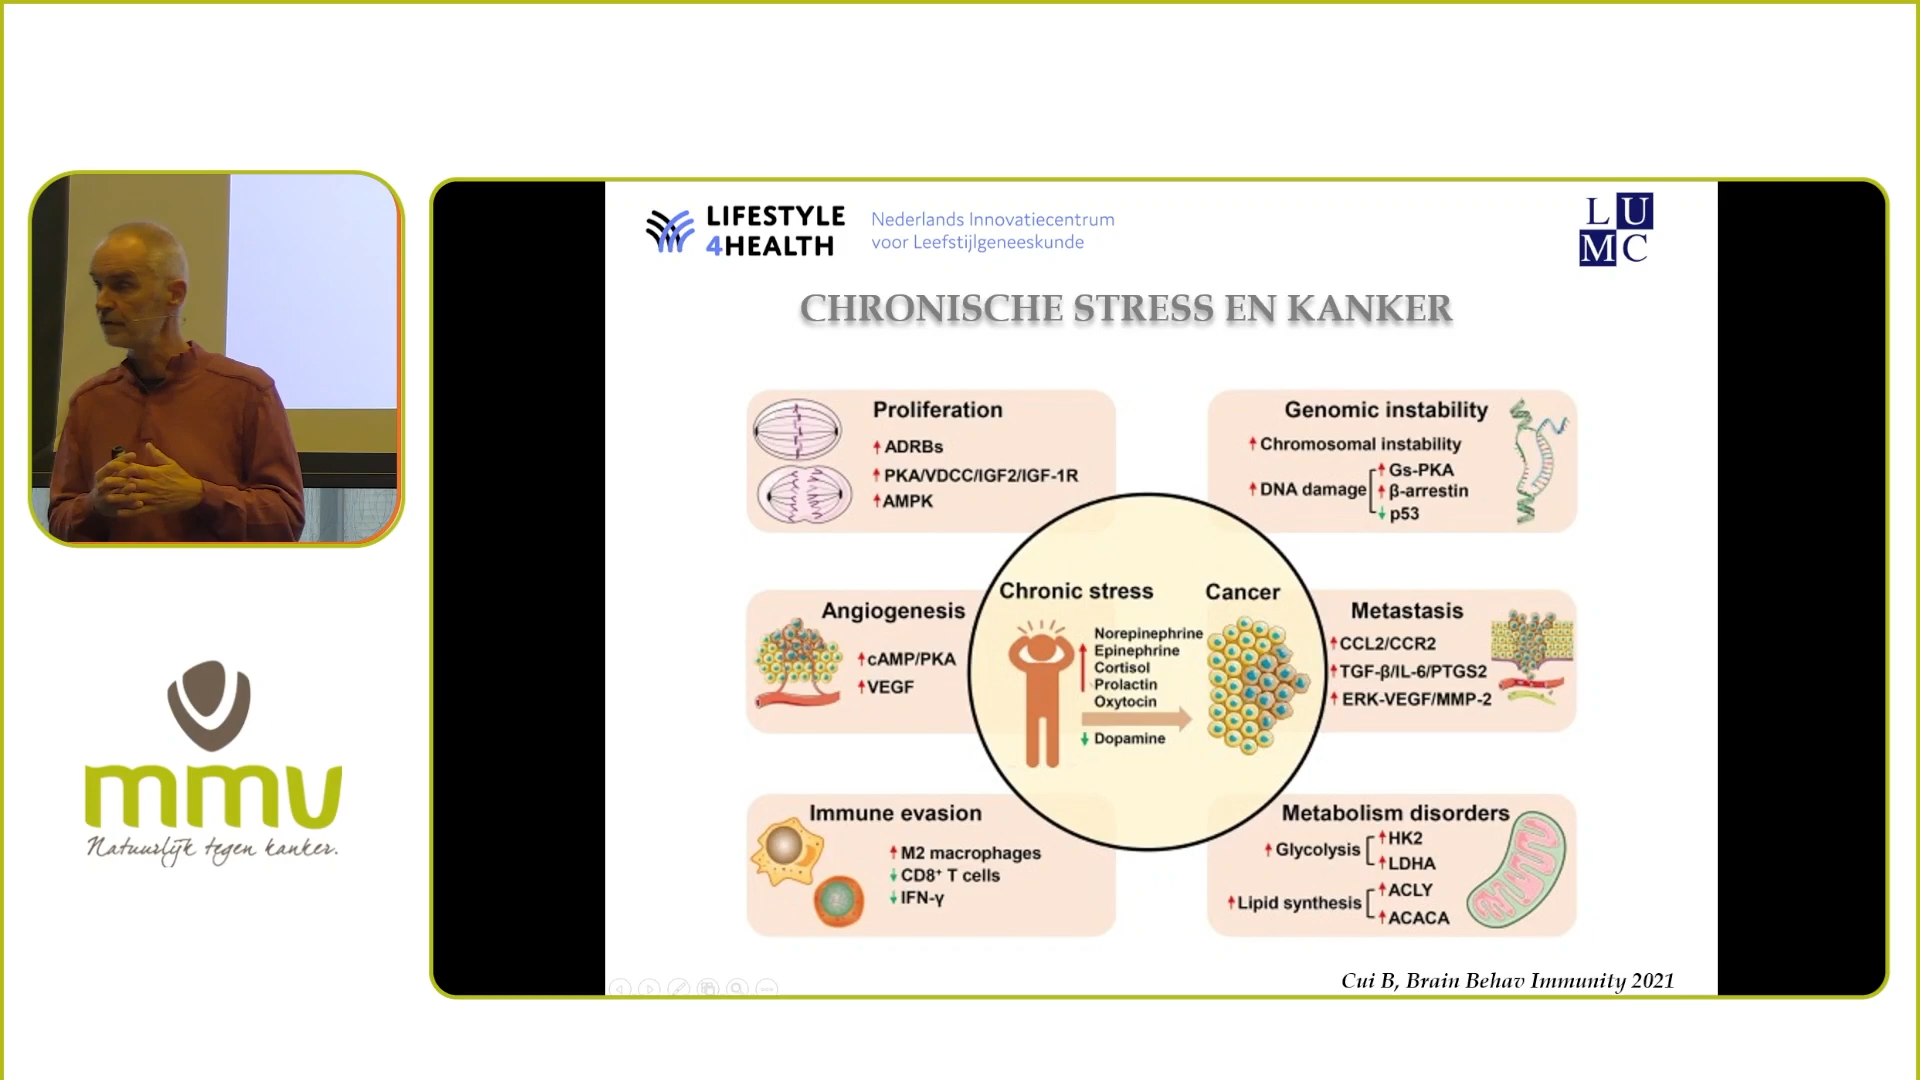 LIFESTYLE
4HEALTH
Nederlands Innovatiecentrum
voor Leefstijlgeneeskunde
L U
M C
CHRONISCHE STRESS EN KANKER
Proliferation
↑ADRBs
↑PKA/VDCC/IGF2/IGF-1R
↑AMPK
Genomic instability
↑Chromosomal instability
↑DNA damage
↑Gs-PKA
↑β-arrestin
↓p53
Angiogenesis
↑cAMP/PKA
↑VEGF
Chronic stress
Cancer
↑
Norepinephrine
Epinephrine
Cortisol
Prolactin
Oxytocin
↓Dopamine
Metastasis
↑CCL2/CCR2
↑TGF-β/IL-6/PTGS2
↑ERK-VEGF/MMP-2
Immune evasion
↑M2 macrophages
↓CD8⁺ T cells
↓IFN-γ
Metabolism disorders
↑Glycolysis
↑HK2
↑LDHA
↑Lipid synthesis
↑ACLY
↑ACACA
Cui B, Brain Behav Immunity 2021
mmv
Natuurlijk tegen kanker.